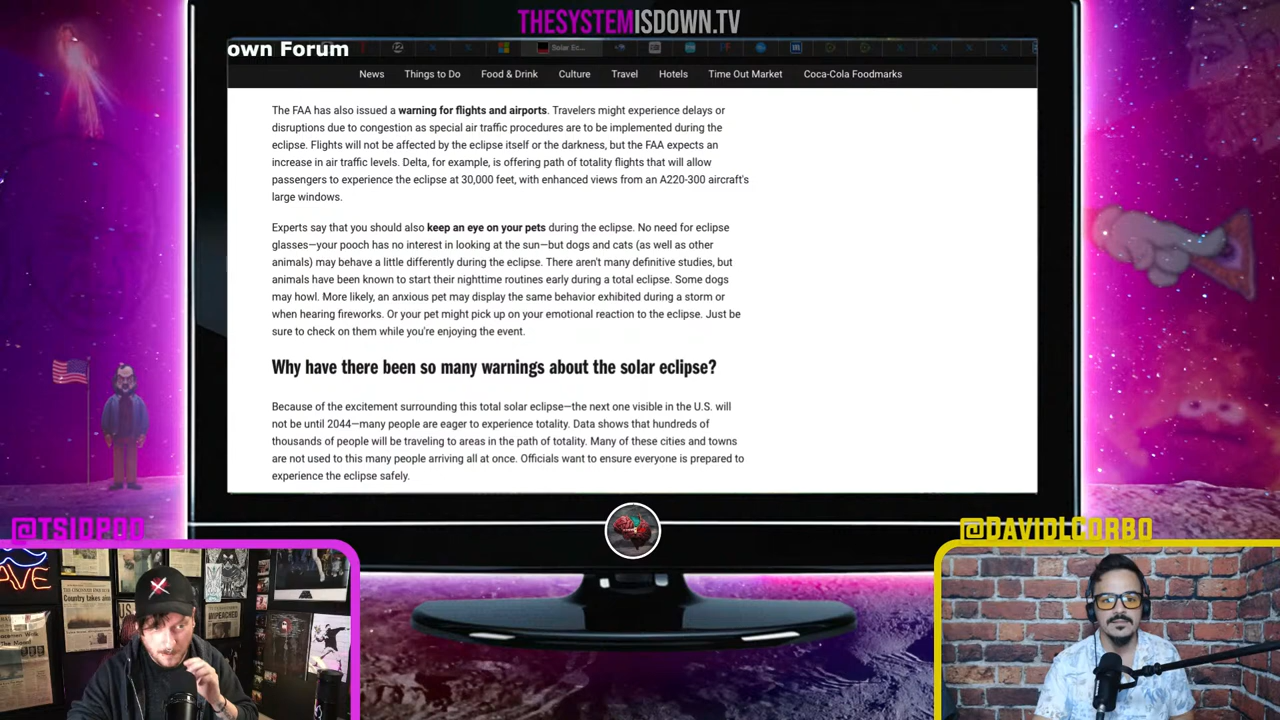 THESYSTEMISDOWN.TV
own Forum
Solar Ec...
News Things to Do Food & Drink Culture Travel Hotels Time Out Market Coca-Cola Foodmarks
The FAA has also issued a warning for flights and airports. Travelers might experience delays or
disruptions due to congestion as special air traffic procedures are to be implemented during the
eclipse. Flights will not be affected by the eclipse itself or the darkness, but the FAA expects an
increase in air traffic levels. Delta, for example, is offering path of totality flights that will allow
passengers to experience the eclipse at 30,000 feet, with enhanced views from an A220-300 aircraft's
large windows.
Experts say that you should also keep an eye on your pets during the eclipse. No need for eclipse
glasses—your pooch has no interest in looking at the sun—but dogs and cats (as well as other
animals) may behave a little differently during the eclipse. There aren't many definitive studies, but
animals have been known to start their nighttime routines early during a total eclipse. Some dogs
may howl. More likely, an anxious pet may display the same behavior exhibited during a storm or
when hearing fireworks. Or your pet might pick up on your emotional reaction to the eclipse. Just be
sure to check on them while you're enjoying the event.
Why have there been so many warnings about the solar eclipse?
Because of the excitement surrounding this total solar eclipse—the next one visible in the U.S. will
not be until 2044—many people are eager to experience totality. Data shows that hundreds of
thousands of people will be traveling to areas in the path of totality. Many of these cities and towns
are not used to this many people arriving all at once. Officials want to ensure everyone is prepared to
experience the eclipse safely.
@TSIDPOD
@DAVIDLCORBO
AVE
Country takes aim
US
IMPEACHED